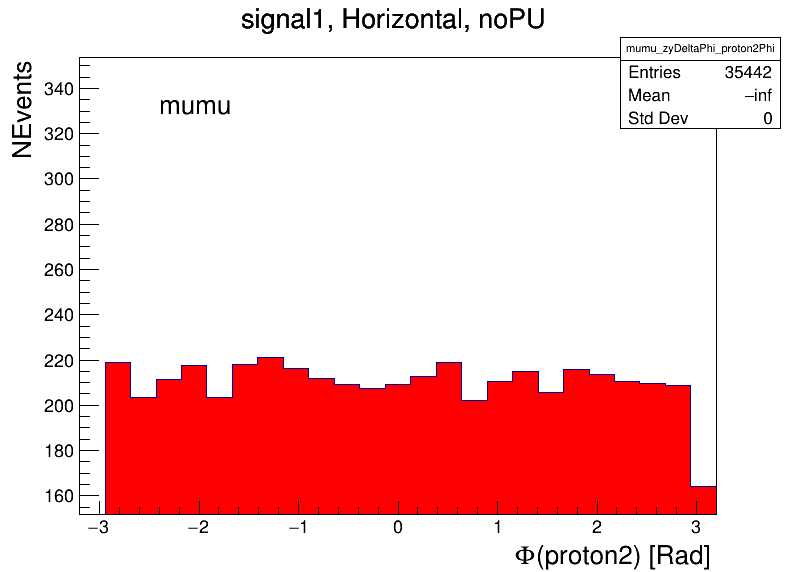 signal1, Horizontal, noPU
mumu_zyDeltaPhi_proton2Phi
Entries 35442
Mean −inf
Std Dev 0
NEvents
mumu
340
320
300
280
260
240
220
200
180
160
−3 −2 −1 0 1 2 3
Φ(proton2) [Rad]